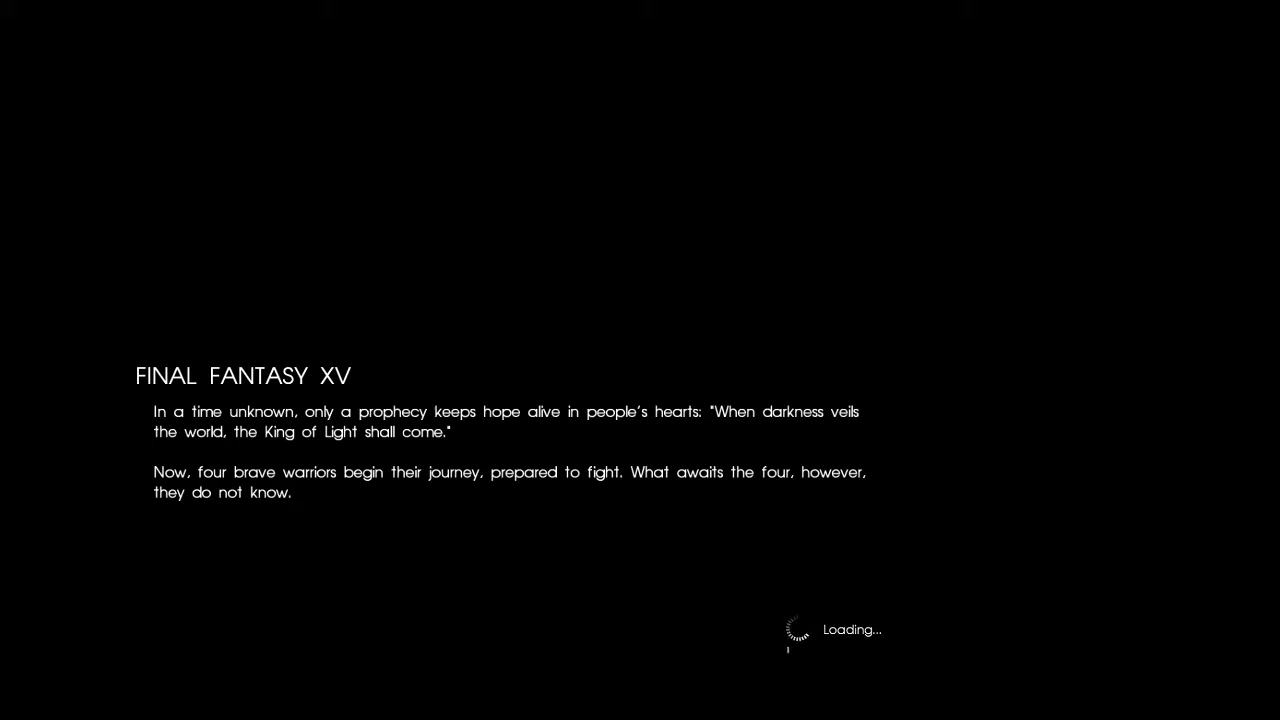 FINAL FANTASY XV
In a time unknown, only a prophecy keeps hope alive in people's hearts: "When darkness veils
the world, the King of Light shall come."
Now, four brave warriors begin their journey, prepared to fight. What awaits the four, however,
they do not know.
Loading...